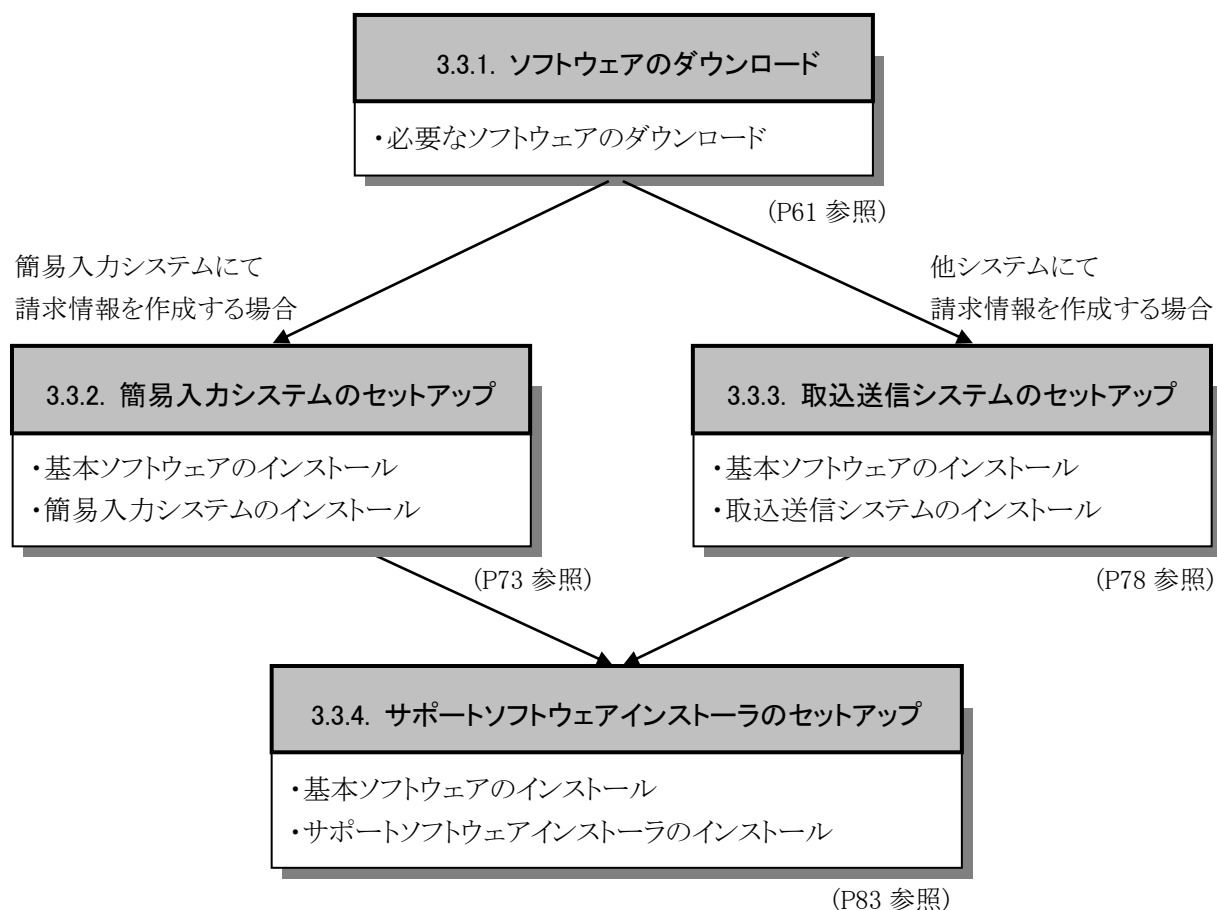 3.3.1. ソフトウェアのダウンロード
・必要なソフトウェアのダウンロード
(P61 参照)
簡易入力システムにて
請求情報を作成する場合
他システムにて
請求情報を作成する場合
3.3.2. 簡易入力システムのセットアップ
・基本ソフトウェアのインストール
・簡易入力システムのインストール
(P73 参照)
3.3.3. 取込送信システムのセットアップ
・基本ソフトウェアのインストール
・取込送信システムのインストール
(P78 参照)
3.3.4. サポートソフトウェアインストーラのセットアップ
・基本ソフトウェアのインストール
・サポートソフトウェアインストーラのインストール
(P83 参照)